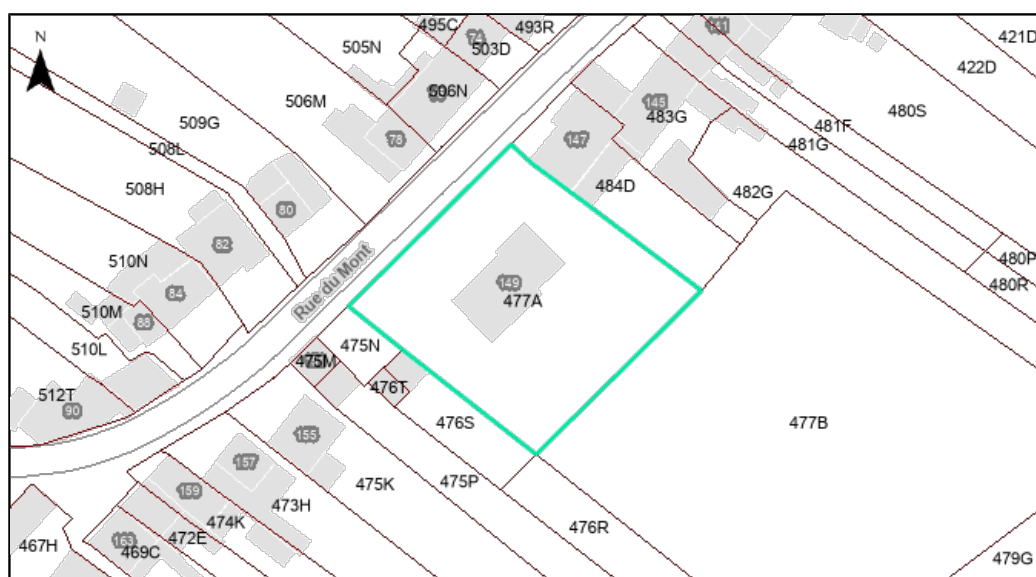 N
495C
493R
74
503D
505N
506N
506M
78
509G
508L
508H
80
82
510N
84
510M
88
510L
512T
90
Rue du Mont
141
421D
422D
480S
145
483G
481F
481G
147
484D
482G
480P
480R
149
477A
475N
475M
476T
476S
477B
155
157
475K
475P
159
473H
476R
474K
163
472E
469C
467H
479G